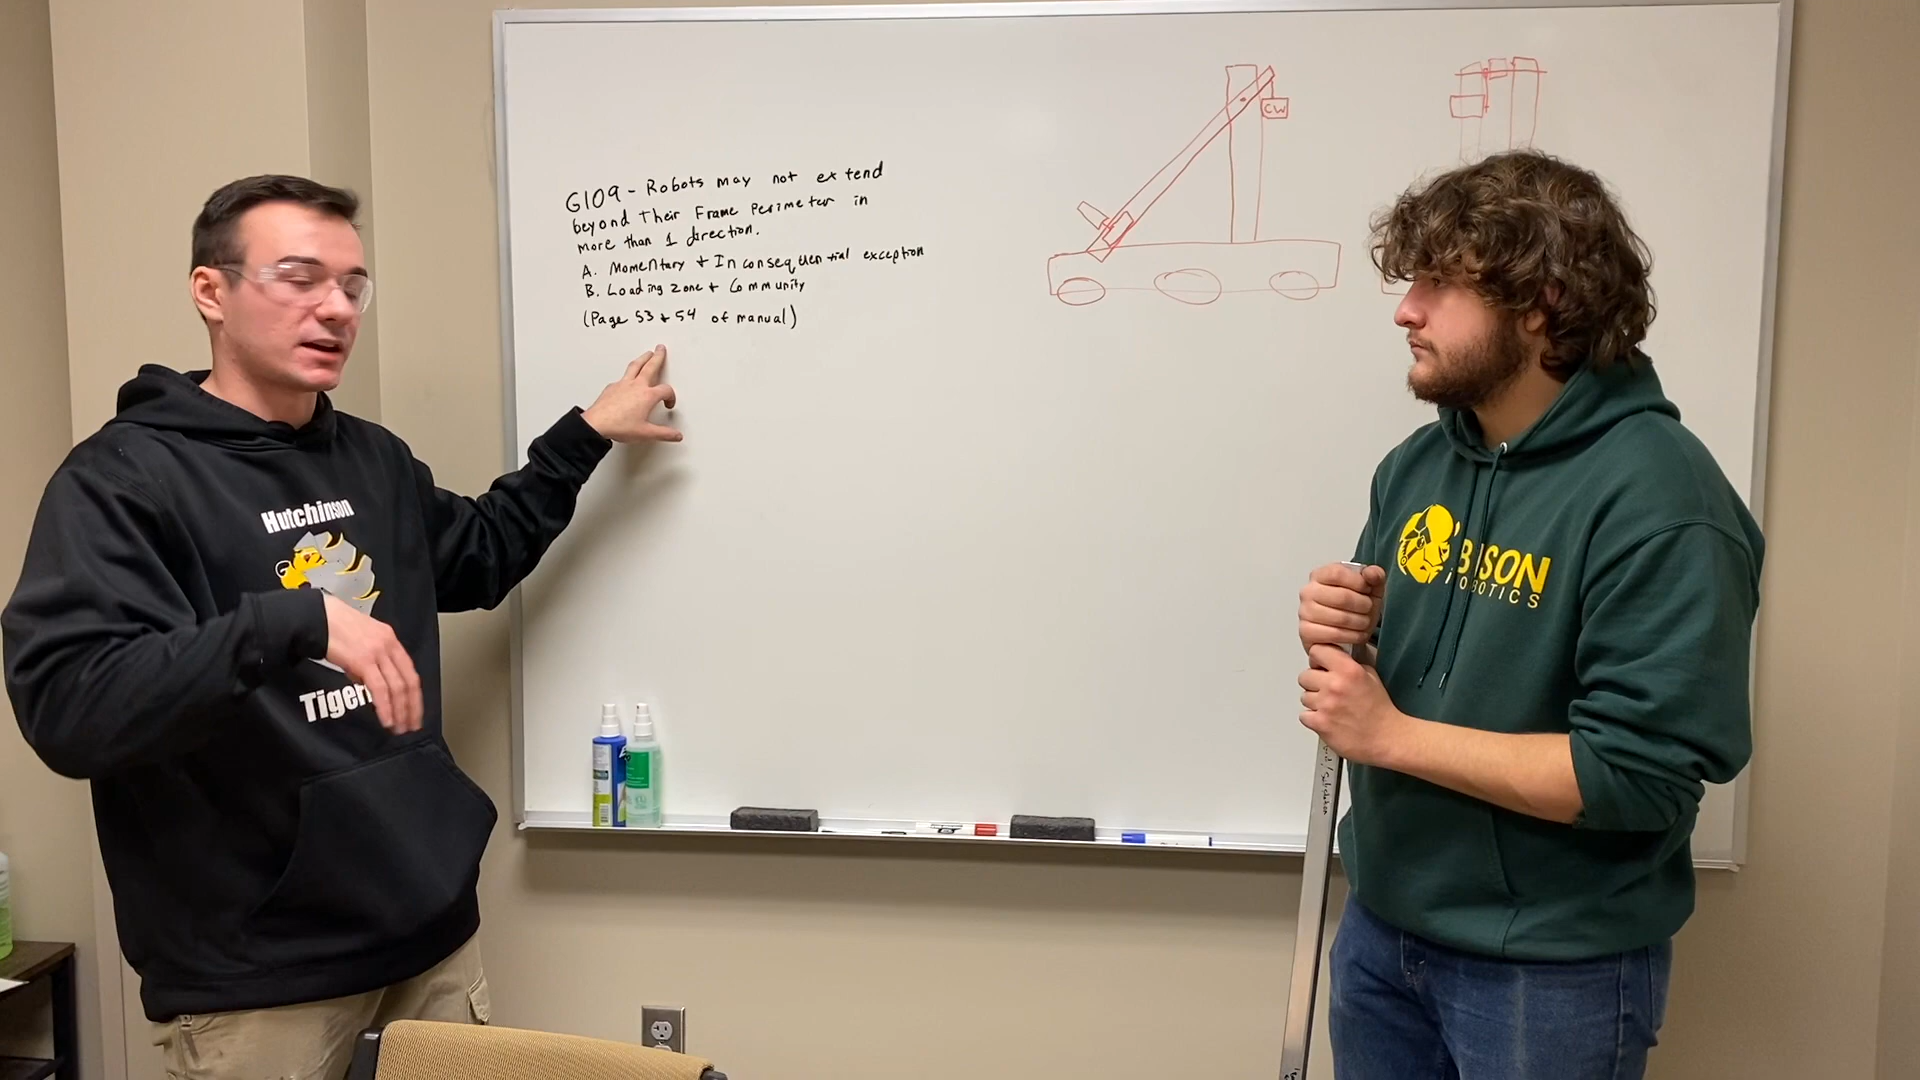 G109 - Robots may not extend
beyond Their Frame Perimeter in
more than 1 direction.
A. Momentary + Inconsequential exception
B. Loading zone + Community
(Page 53 + 54 of manual)
CW
Hutchinson
Tiger
BISON
ROBOTICS